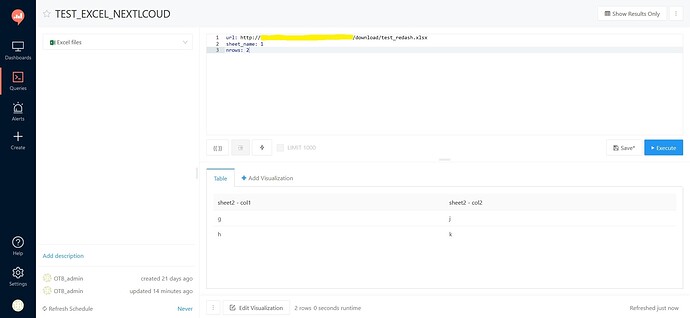 TEST_EXCEL_NEXTLCOUD
Show Results Only
Dashboards
Queries
Alerts
Create
Help
Settings
Excel files
1 url: http://
/download/test_redash.xlsx
2 sheet_name: 1
3 nrows: 2
{{ }}
LIMIT 1000
Save*
Execute
Table
Add Visualization
sheet2 - col1
sheet2 - col2
g
j
h
k
Add description
OT8_admin
created 21 days ago
OT8_admin
updated 14 minutes ago
Refresh Schedule
Never
Edit Visualization
2 rows 0 seconds runtime
Refreshed just now